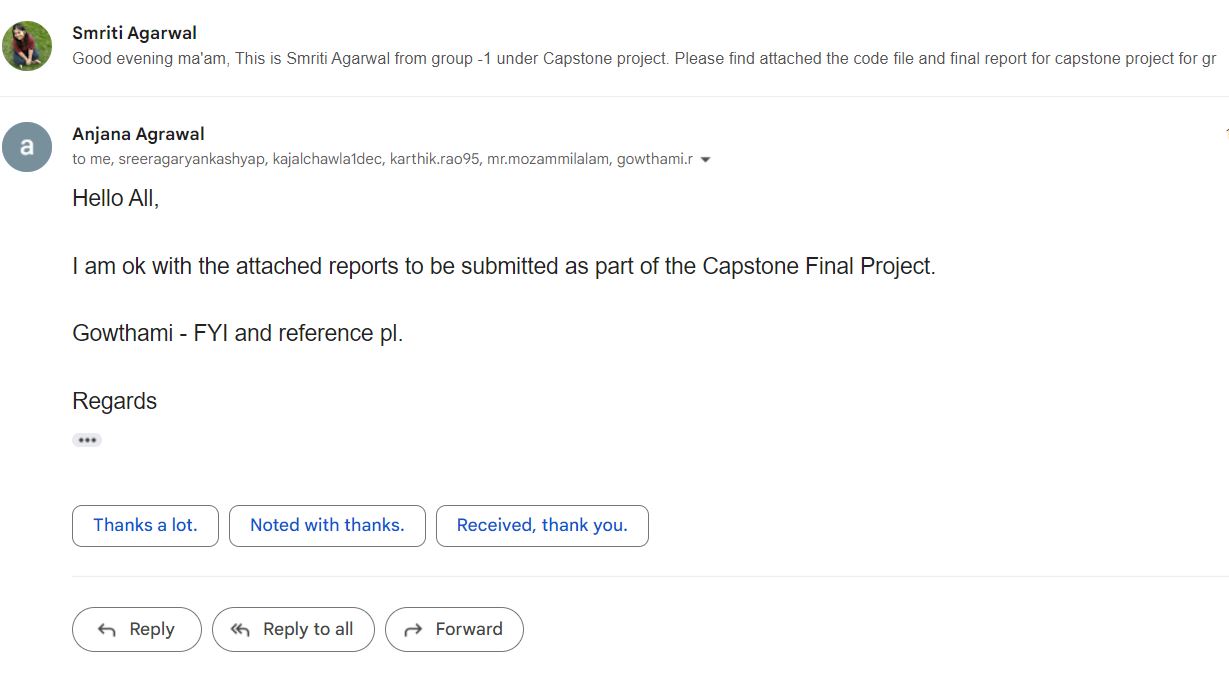 Smriti Agarwal
Good evening ma'am, This is Smriti Agarwal from group -1 under Capstone project. Please find attached the code file and final report for capstone project for gr
a
Anjana Agrawal
to me, sreeragaryankashyap, kajalchawla1dec, karthik.rao95, mr.mozammilalam, gowthami.r
Hello All,
I am ok with the attached reports to be submitted as part of the Capstone Final Project.
Gowthami - FYI and reference pl.
Regards
Thanks a lot.
Noted with thanks.
Received, thank you.
Reply
Reply to all
Forward